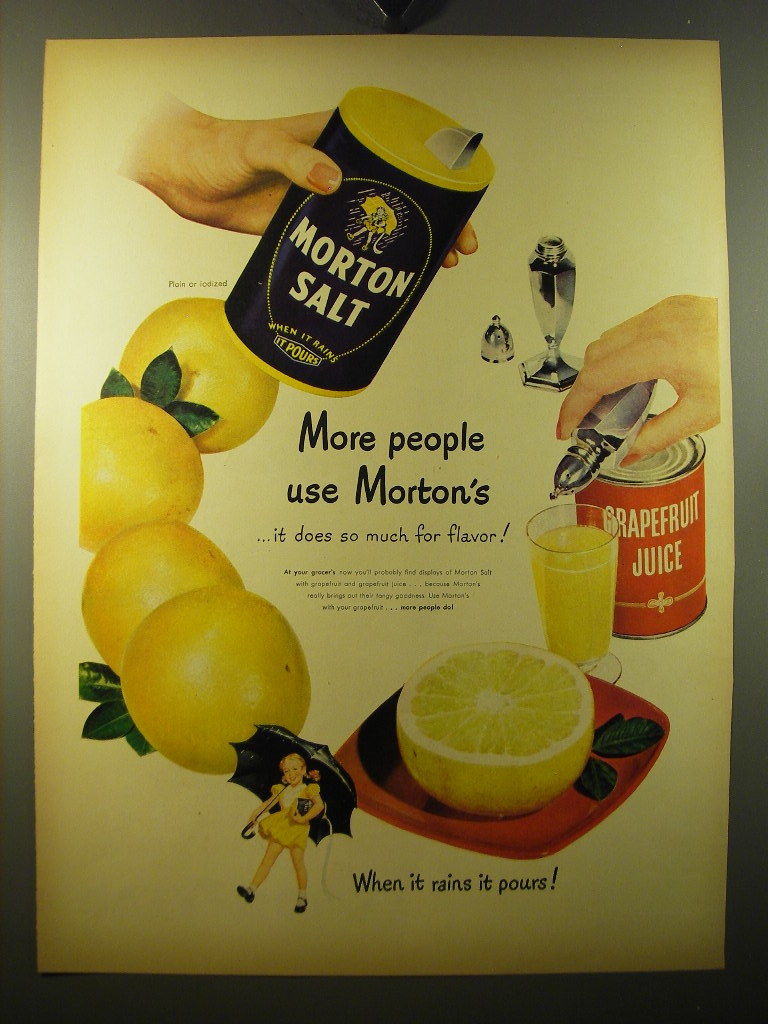 MORTON
SALT
WHEN IT RAINS
IT POURS
Plain or iodized
More people
use Morton's
...it does so much for flavor!
At your grocer's now you'll probably find displays of Morton Salt
with grapefruit and grapefruit juice . . . because Morton's
really brings out their tangy goodness. Use Morton's
with your grapefruit . . . more people do!
GRAPEFRUIT
JUICE
When it rains it pours!